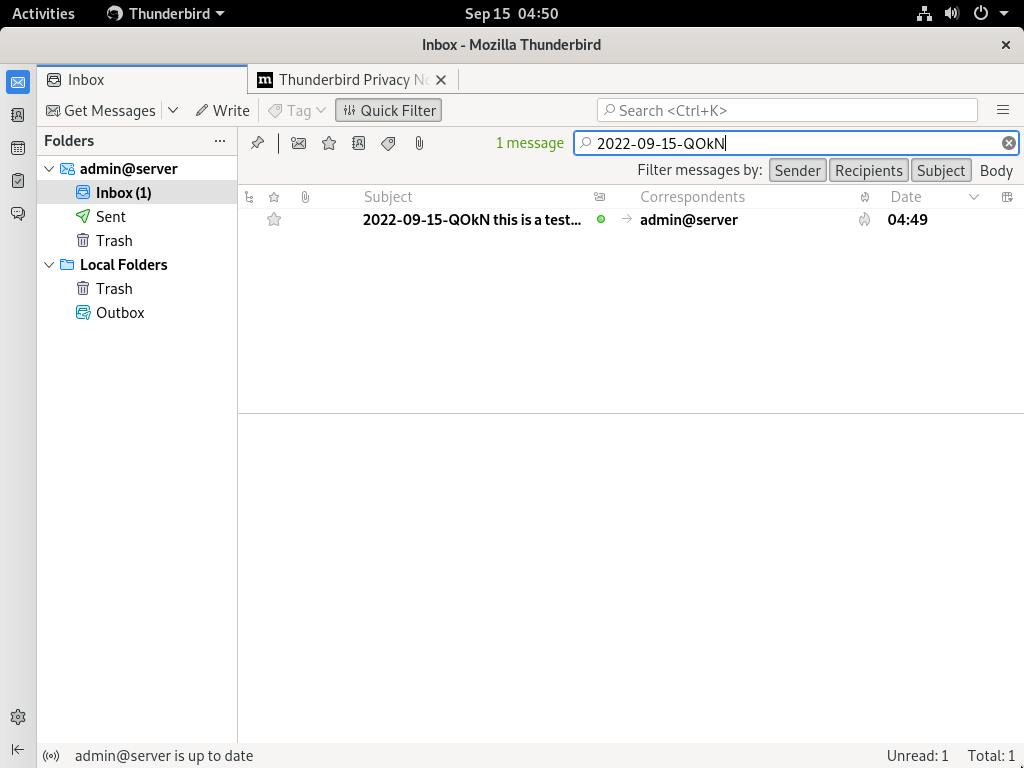 Activities Thunderbird Sep 15 04:50
Inbox - Mozilla Thunderbird
Inbox Thunderbird Privacy No
Get Messages Write Tag Quick Filter Search <Ctrl+K>
Folders 1 message 2022-09-15-QOkN
Filter messages by: Sender Recipients Subject Body
admin@server
Inbox (1) Subject Correspondents Date
Sent 2022-09-15-QOkN this is a test... admin@server 04:49
Trash
Local Folders
Trash
Outbox
admin@server is up to date Unread: 1 Total: 1